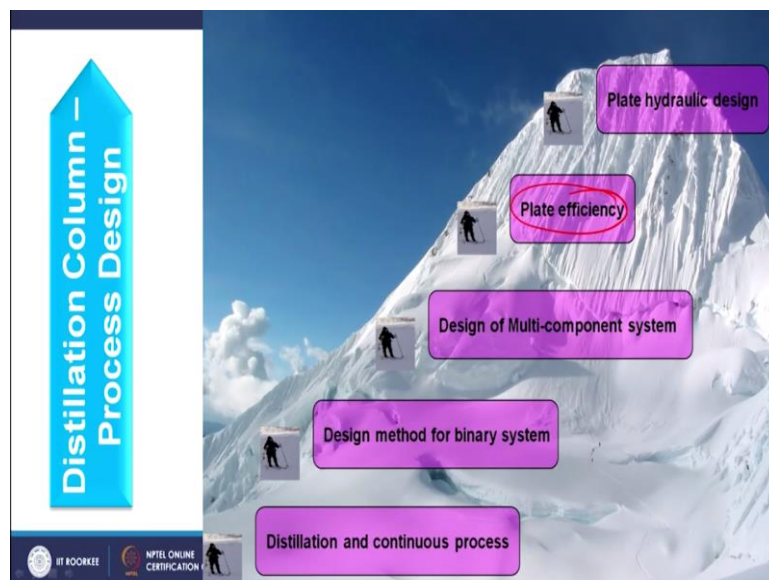 Distillation Column –
Process Design
Plate hydraulic design
Plate efficiency
Design of Multi-component system
Design method for binary system
Distillation and continuous process
IIT ROORKEE
NPTEL ONLINE
CERTIFICATION